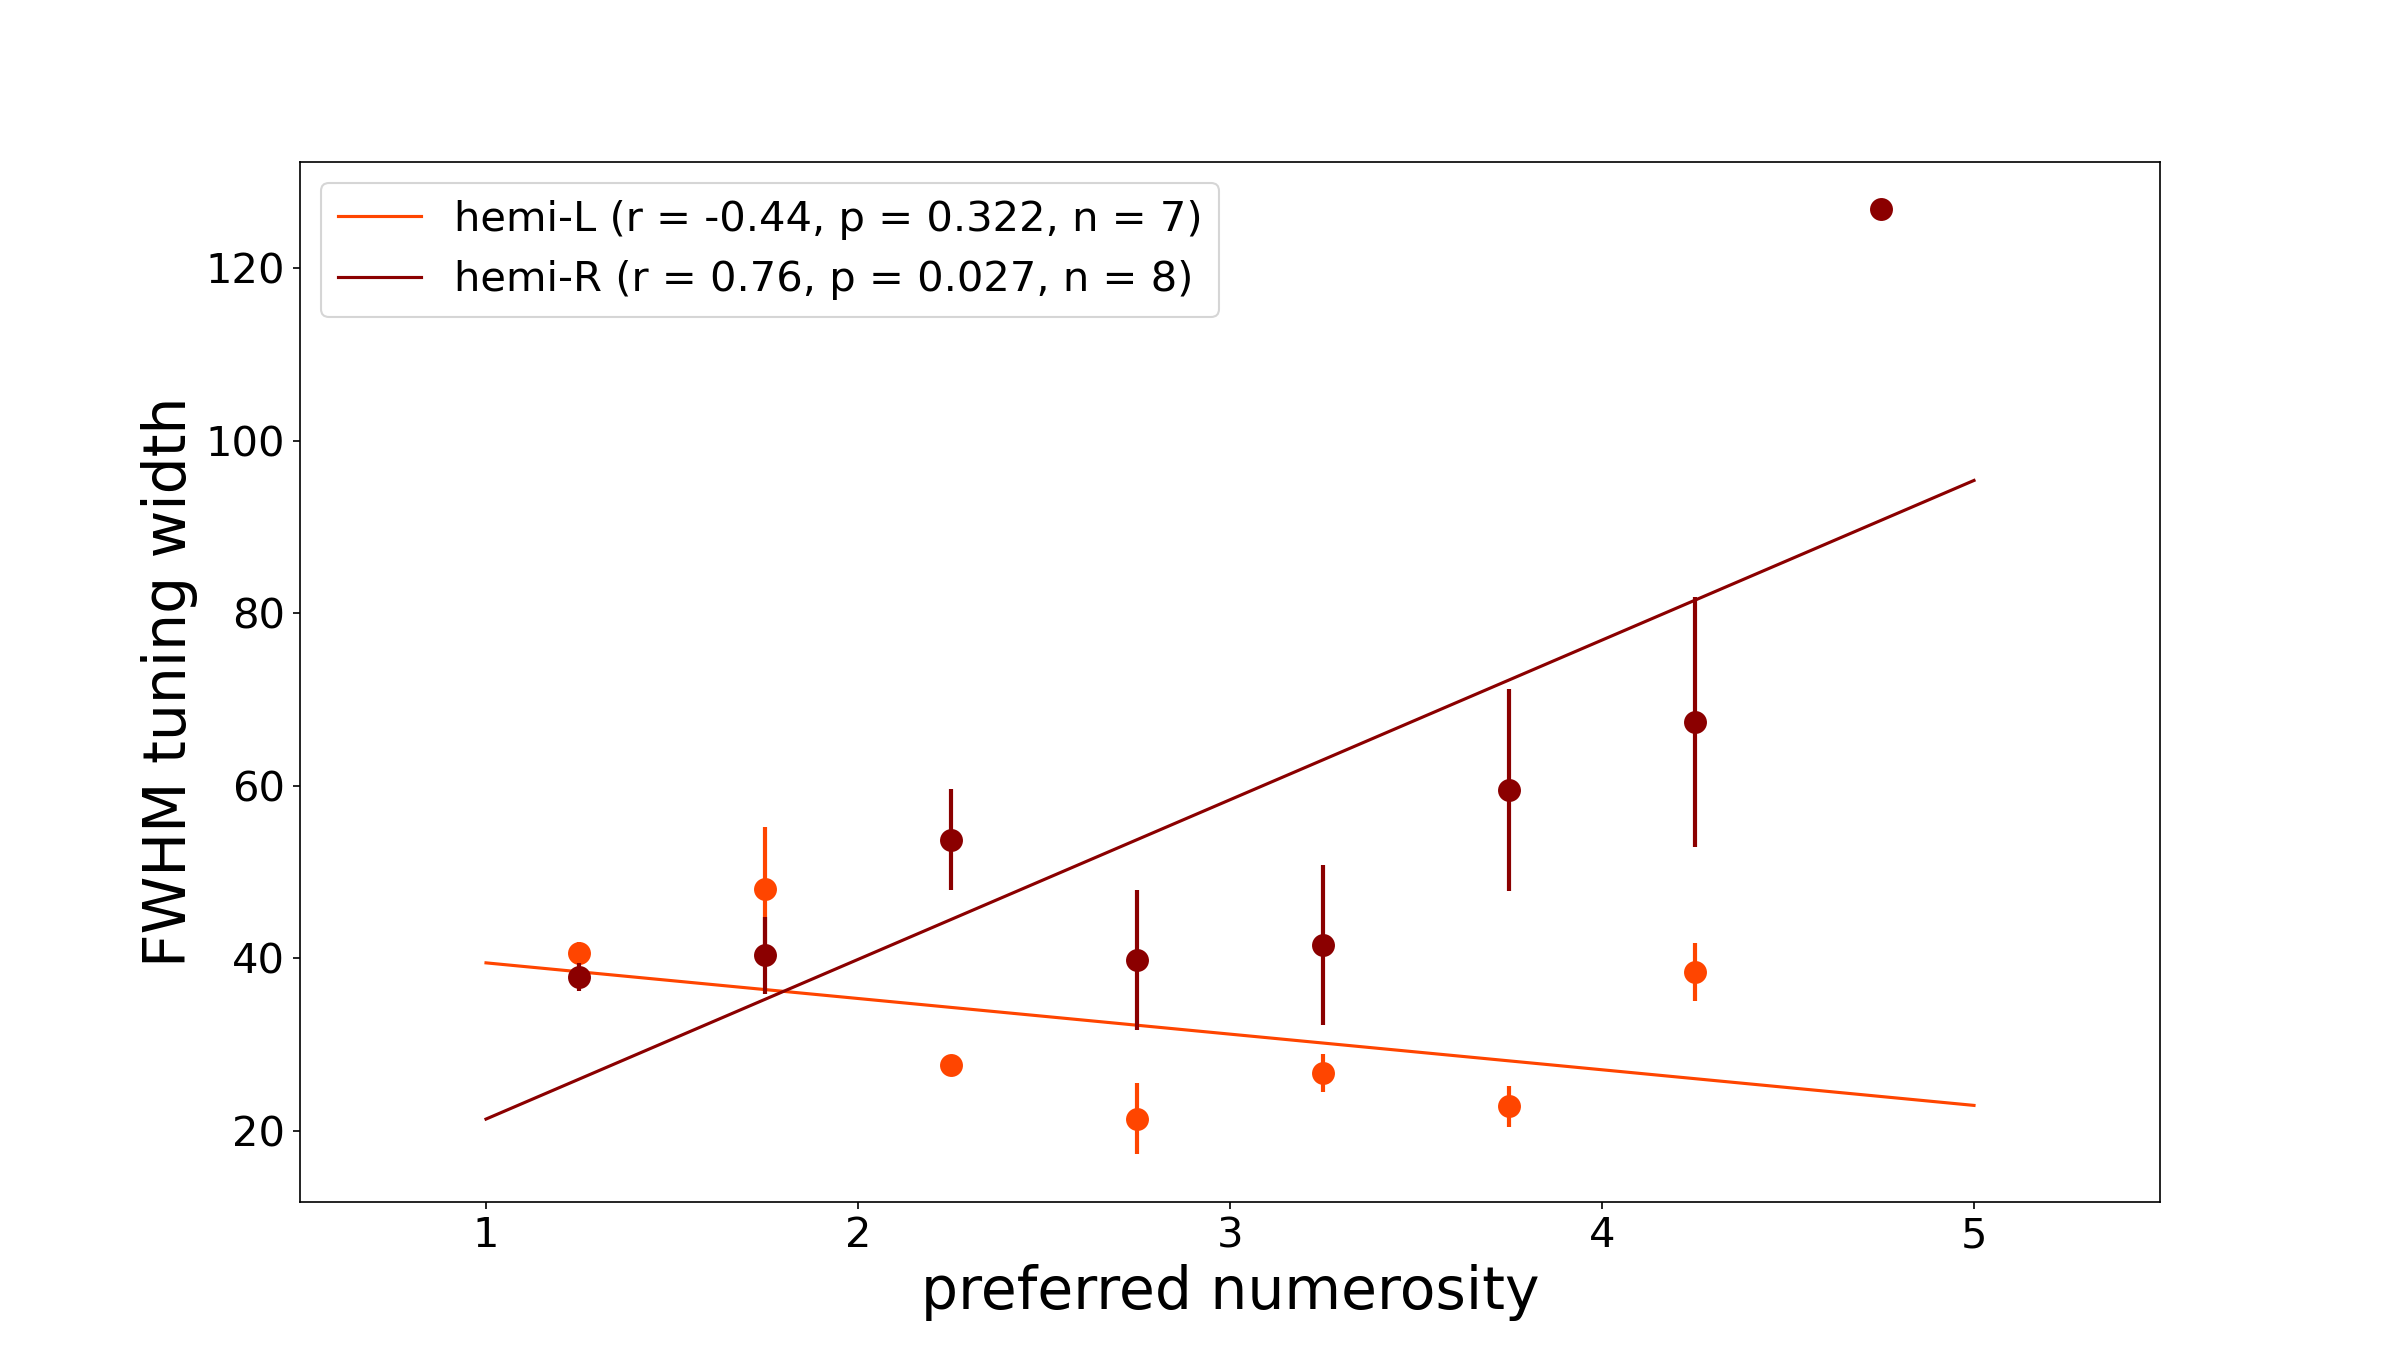 hemi-L (r = -0.44, p = 0.322, n = 7)
hemi-R (r = 0.76, p = 0.027, n = 8)
FWHM tuning width
120
100
80
60
40
20
1 2 3 4 5
preferred numerosity